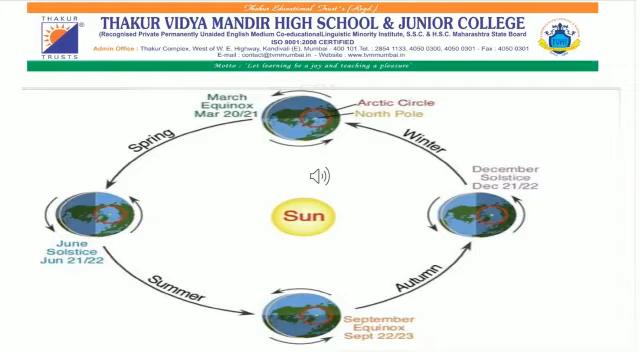 Thakur Educational Trust's (Regd.)
THAKUR
TRUSTS
THAKUR VIDYA MANDIR HIGH SCHOOL & JUNIOR COLLEGE
(Recognised Private Permanently Unaided English Medium Co-educational Linguistic Minority Institute, S.S.C. & H.S.C. Maharashtra State Board
ISO 9001:2008 CERTIFIED
Admin Office : Thakur Complex, West of W. E. Highway, Kandivali (E), Mumbai - 400 101. Tel. : 2854 1133, 4050 0300, 4050 0301 - Fax : 4050 0301
E-mail : contact@tvmmumbai.in - Website : www.tvmmumbai.in
Motto : 'Let learning be a joy and teaching a pleasure'
March
Equinox
Mar 20/21
Arctic Circle
North Pole
Spring
Winter
December
Solstice
Dec 21/22
Sun
June
Solstice
Jun 21/22
Summer
Autumn
September
Equinox
Sept 22/23